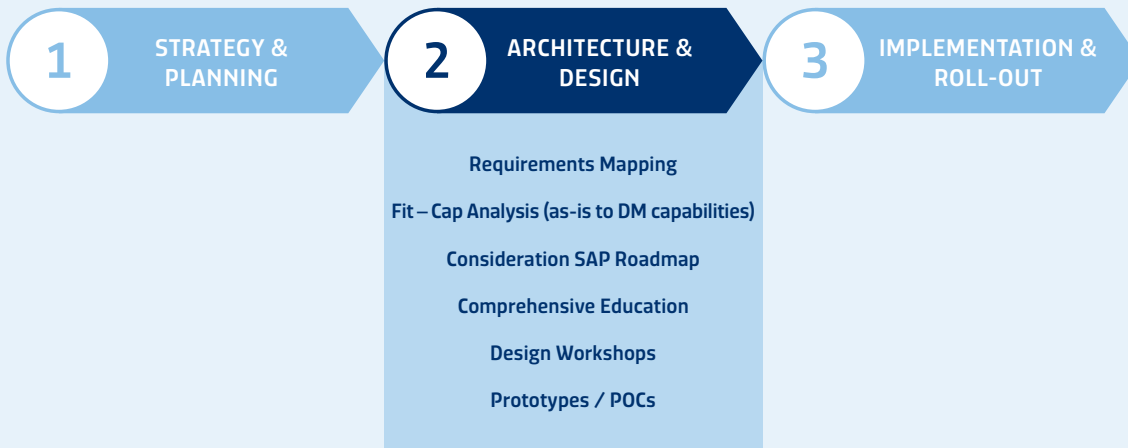 1
STRATEGY &
PLANNING
2
ARCHITECTURE &
DESIGN
3
IMPLEMENTATION &
ROLL-OUT
Requirements Mapping
Fit – Cap Analysis (as-is to DM capabilities)
Consideration SAP Roadmap
Comprehensive Education
Design Workshops
Prototypes / POCs